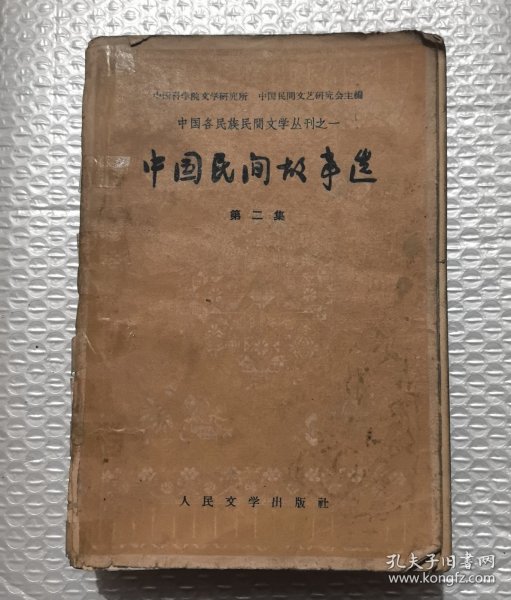 中国科学院文学研究所 中国民间文艺研究会主編
中国各民族民間文学丛刊之一
中国民间故事选
第二集
人民文学出版社
孔夫子旧书网
www.kongfz.com